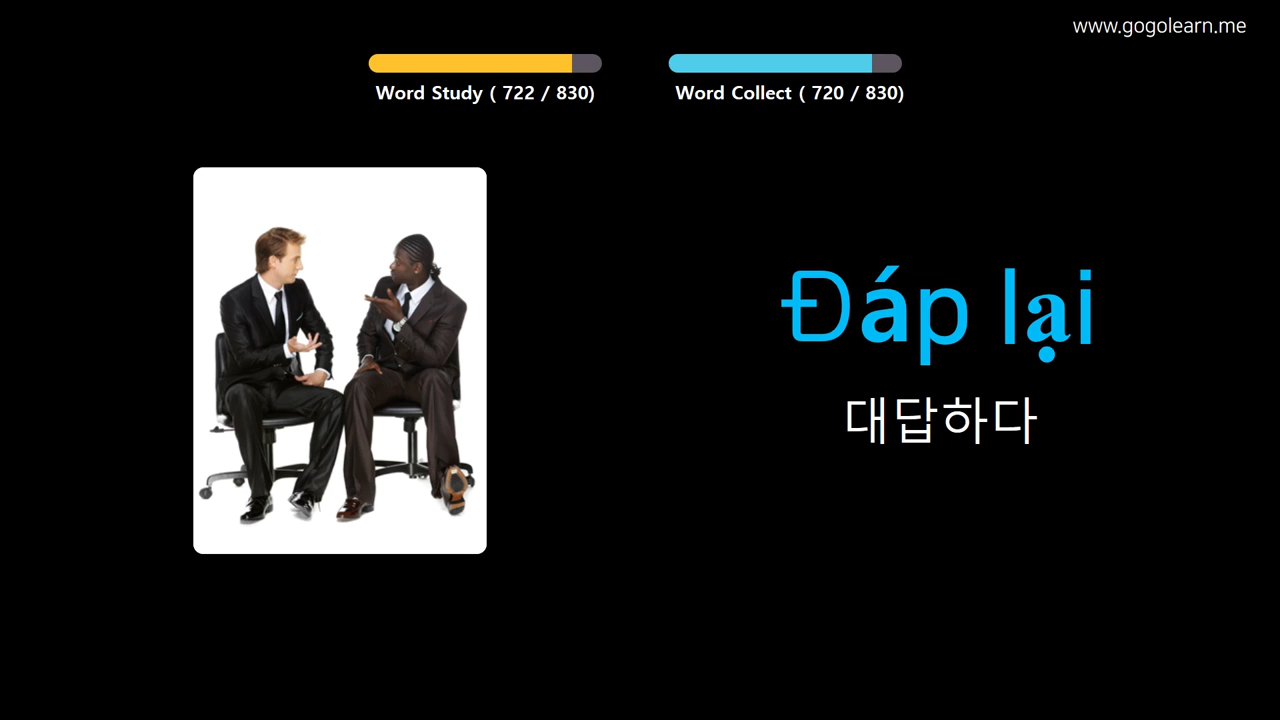 www.gogolearn.me
Word Study ( 722 / 830)
Word Collect ( 720 / 830)
Đáp lại
대답하다